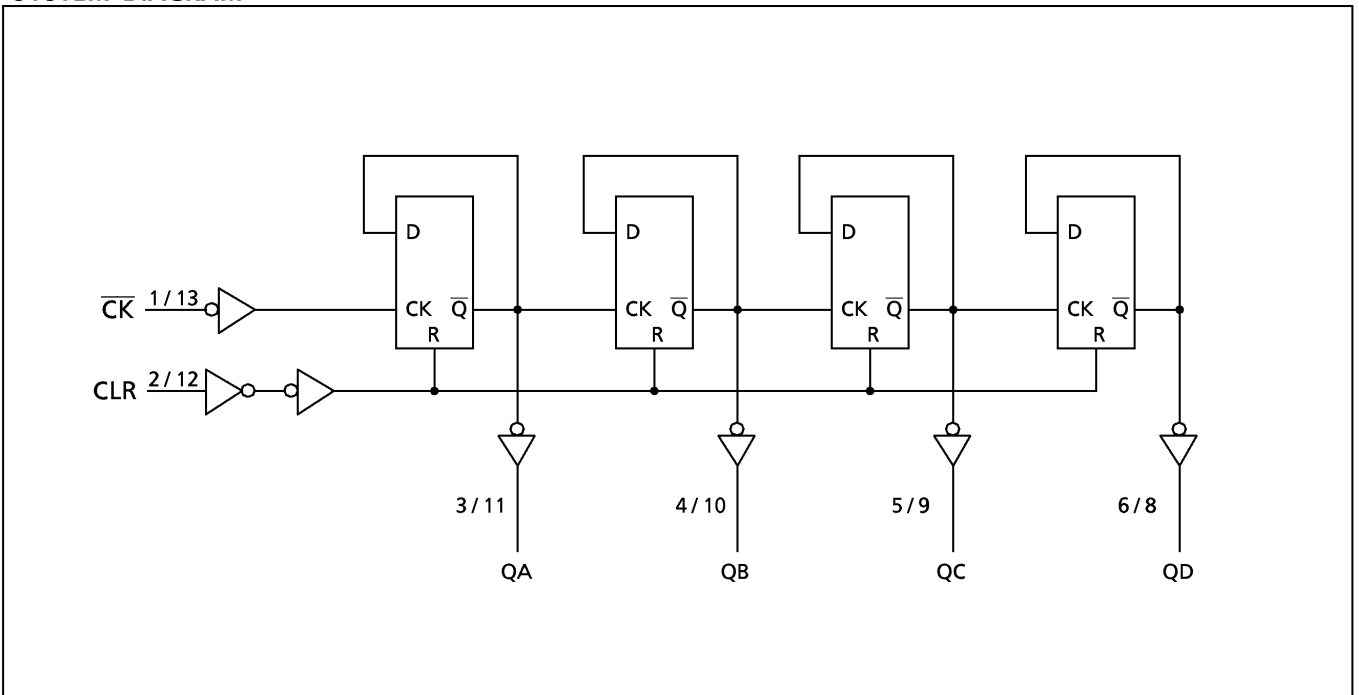 D D D D
C̅K̅ 1 / 13 CK Q̅ CK Q̅ CK Q̅ CK Q̅
R R R R
CLR 2 / 12
3 / 11 4 / 10 5 / 9 6 / 8
QA QB QC QD